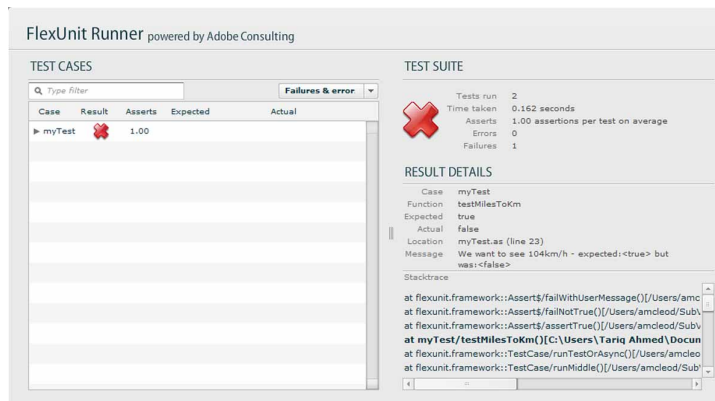 FlexUnit Runner powered by Adobe Consulting
TEST CASES
Type filter
Failures & error
Case Result Asserts Expected Actual
myTest 1.00
TEST SUITE
Tests run 2
Time taken 0.162 seconds
Asserts 1.00 assertions per test on average
Errors 0
Failures 1
RESULT DETAILS
Case myTest
Function testMilesToKm
Expected true
Actual false
Location myTest.as (line 23)
Message We want to see 104km/h - expected:<true> but
was:<false>
Stacktrace
at flexunit.framework::Assert$/failWithUserMessage()[/Users/amc
at flexunit.framework::Assert$/failNotTrue()[/Users/amcleod/SubV
at flexunit.framework::Assert$/assertTrue()[/Users/amcleod/SubV
at myTest/testMilesToKm()[C:\Users\Tariq Ahmed\Docun
at flexunit.framework::TestCase/runTestOrAsync()[/Users/amcleo
at flexunit.framework::TestCase/runMiddle()[/Users/amcleod/Sub